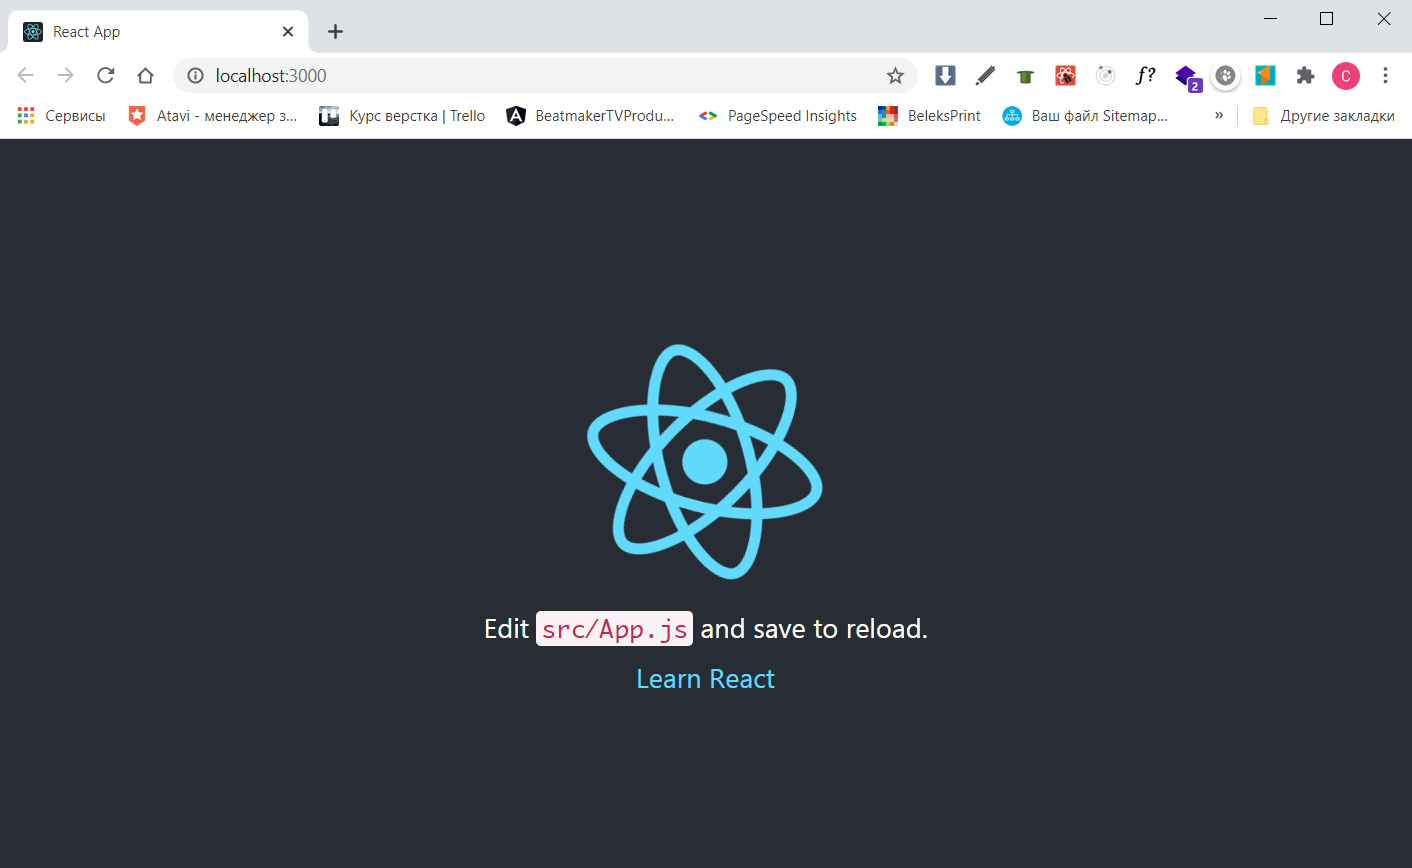 React App
localhost:3000
f?
2
C
Сервисы
Atavi - менеджер з...
Курс верстка | Trello
BeatmakerTVProdu...
PageSpeed Insights
BeleksPrint
Ваш файл Sitemap...
»
Другие закладки
Edit src/App.js and save to reload.
Learn React